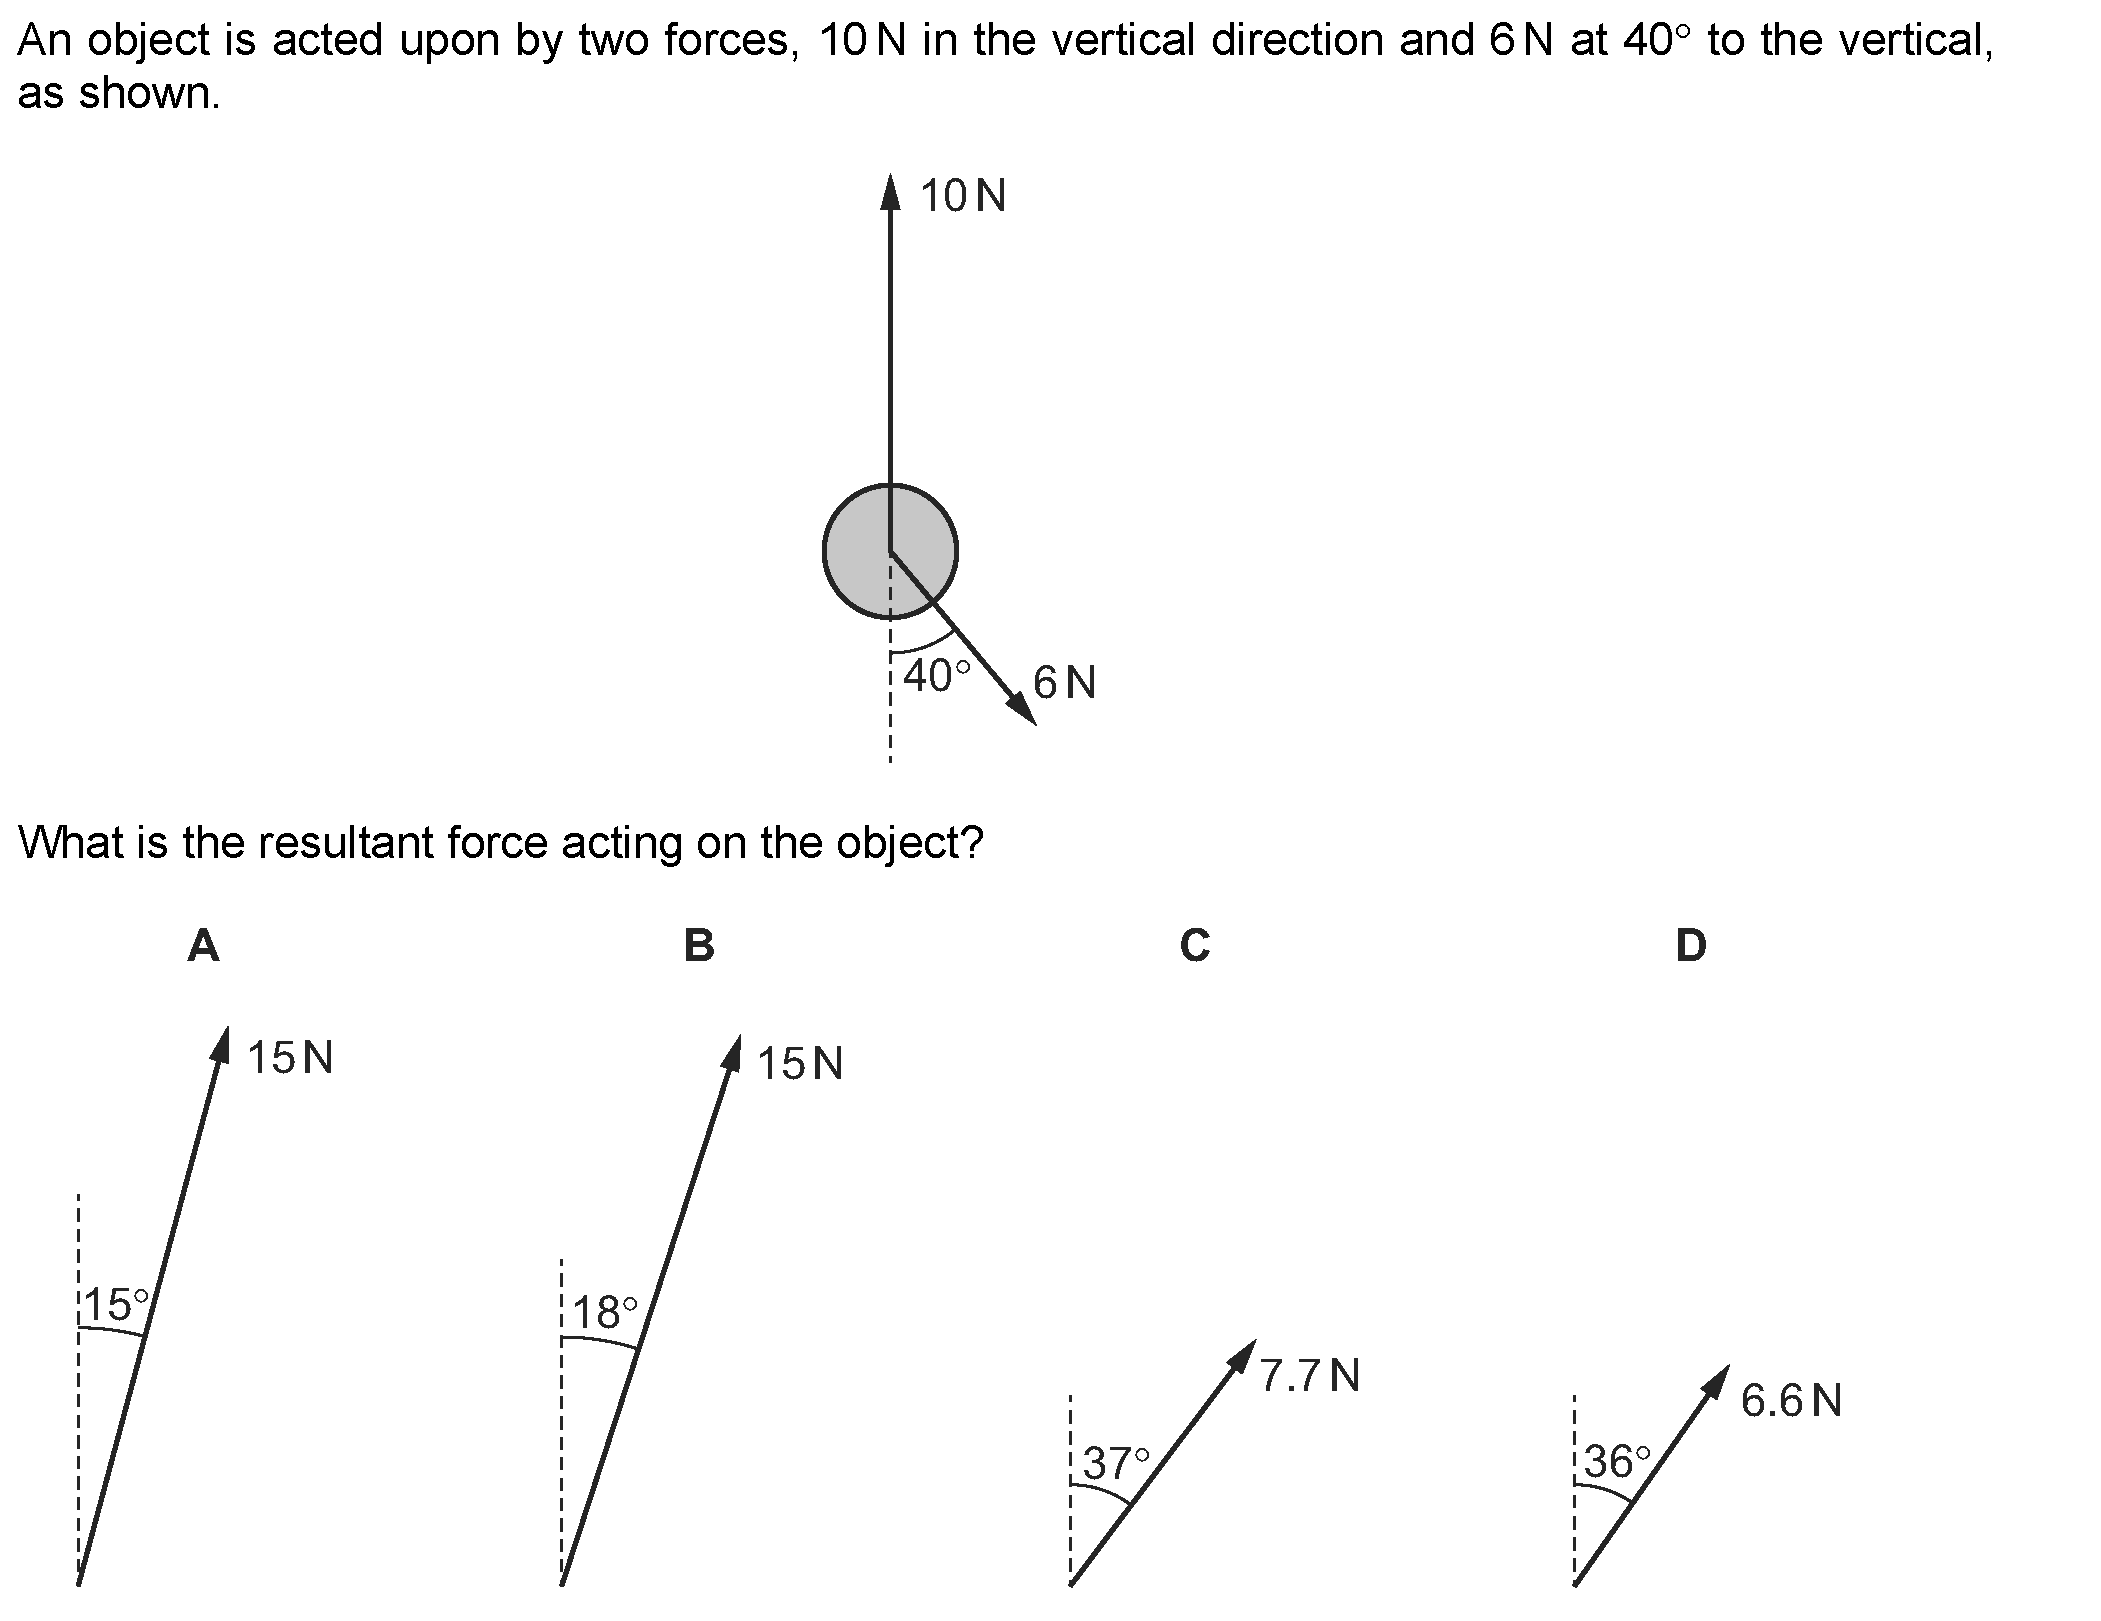 An object is acted upon by two forces, 10 N in the vertical direction and 6 N at 40° to the vertical,
as shown.
10 N
40°
6 N
What is the resultant force acting on the object?
A B C D
15 N
15 N
15°
18°
7.7 N
6.6 N
37°
36°